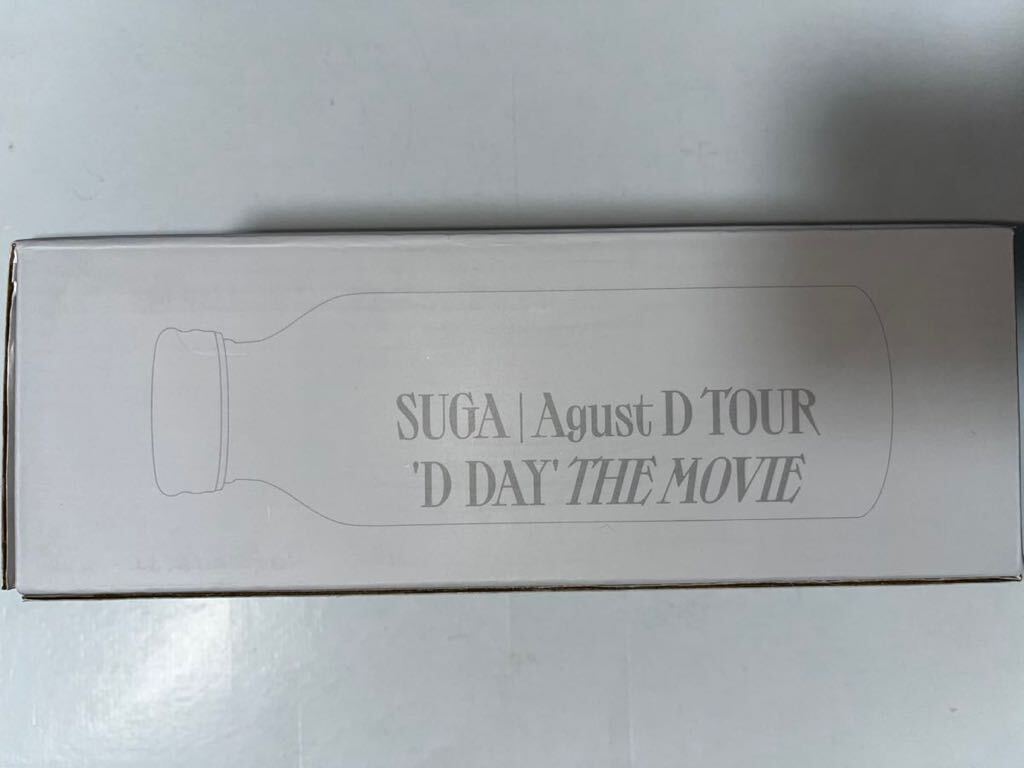 SUGA | Agust D TOUR
'D DAY' THE MOVIE